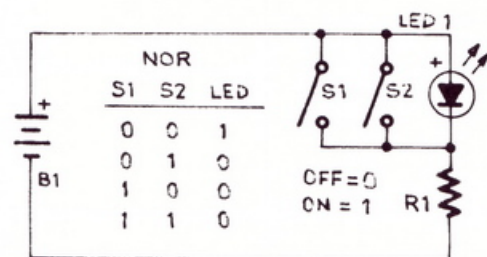 LED 1
+
NOR
+
S1 S2 LED
S1
S2
0 0 1
0 1 0
1 0 0
1 1 0
+
B1
OFF=0
ON = 1
R1